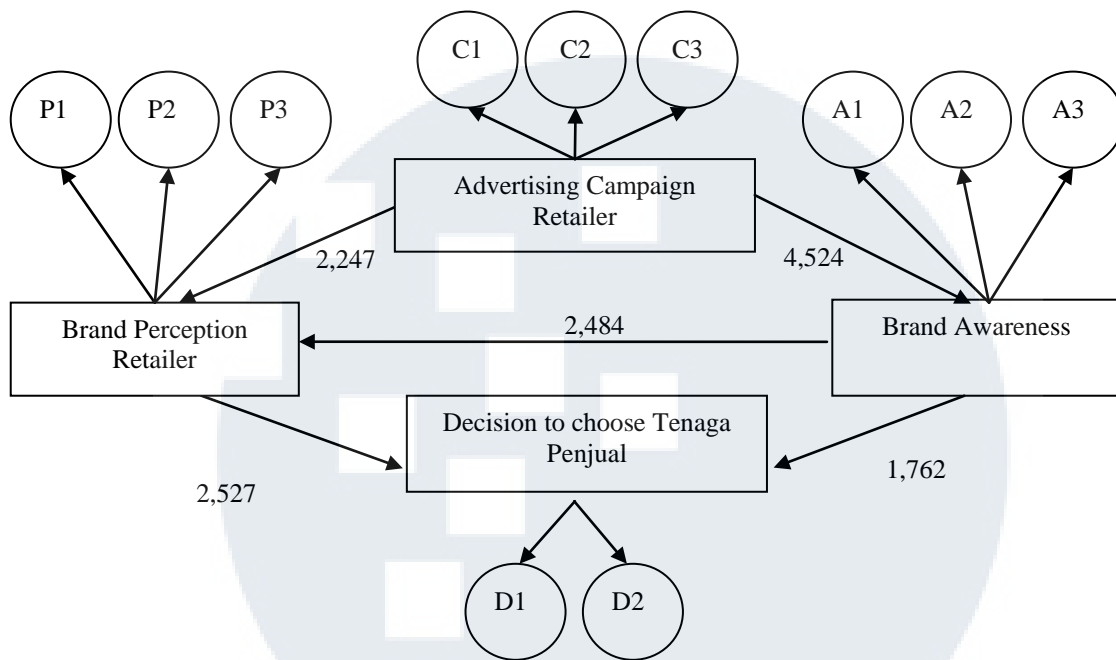 C1
C2
C3
P1
P2
P3
A1
A2
A3
Advertising Campaign
Retailer
2,247
4,524
Brand Perception
Retailer
2,484
Brand Awareness
Decision to choose Tenaga
Penjual
2,527
1,762
D1
D2